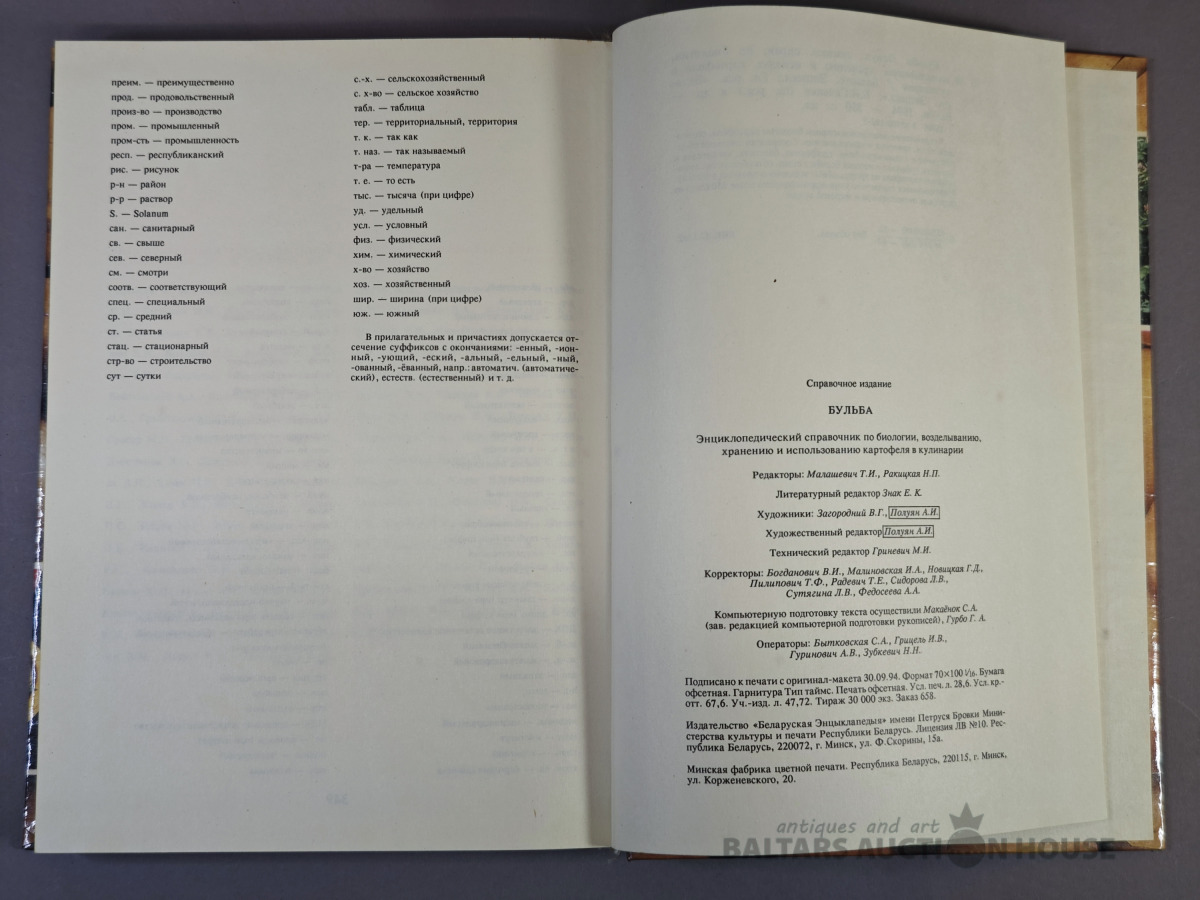 преим. — преимущественно
прод. — продовольственный
произ-во — производство
пром. — промышленный
пром-сть — промышленность
респ. — республиканский
рис. — рисунок
р-н — район
р-р — раствор
S. — Solanum
сан. — санитарный
св. — свыше
сев. — северный
см. — смотри
соотв. — соответствующий
спец. — специальный
ср. — средний
ст. — статья
стац. — стационарный
стр-во — строительство
сут — сутки
с.-х. — сельскохозяйственный
с. х-во — сельское хозяйство
табл. — таблица
тер. — территориальный, территория
т. к. — так как
т. наз. — так называемый
т-ра — температура
т. е. — то есть
тыс. — тысяча (при цифре)
уд. — удельный
усл. — условный
физ. — физический
хим. — химический
х-во — хозяйство
хоз. — хозяйственный
шир. — ширина (при цифре)
юж. — южный
В прилагательных и причастиях допускается от-
сечение суффиксов с окончаниями: -енный, -ион-
ный, -ующий, -еский, -альный, -ельный, -ный,
-ованный, -ёванный, напр.: автоматич. (автоматиче-
ский), естеств. (естественный) и т. д.
Справочное издание
БУЛЬБА
Энциклопедический справочник по биологии, возделыванию,
хранению и использованию картофеля в кулинарии
Редакторы: Малашевич Т.И., Ракицкая Н.П.
Литературный редактор Знак Е. К.
Художники: Загородний В.Г., Полуян А.И.
Художественный редактор Полуян А.И.
Технический редактор Гриневич М.И.
Корректоры: Богданович В.И., Малиновская И.А., Новицкая Г.Д.,
Пилипович Т.Ф., Радевич Т.Е., Сидорова Л.В.,
Сутягина Л.В., Федосеева А.А.
Компьютерную подготовку текста осуществили Макаёнок С.А.
(зав. редакцией компьютерной подготовки рукописей), Гурбо Г. А.
Операторы: Бытковская С.А., Грицель И.В.,
Гуринович А.В., Зубкевич Н.Н.
Подписано к печати с оригинал-макета 30.09.94. Формат 70×100 1/16. Бумага
офсетная. Гарнитура Тип таймс. Печать офсетная. Усл. печ. л. 28,6. Усл. кр.-
отт. 67,6. Уч.-изд. л. 47,72. Тираж 30 000 экз. Заказ 658.
Издательство «Беларуская Энцыклапедыя» имени Петруся Бровки Мини-
стерства культуры и печати Республики Беларусь. Лицензия ЛВ №10. Рес-
публика Беларусь, 220072, г. Минск, ул. Ф.Скорины, 15а.
Минская фабрика цветной печати. Республика Беларусь, 220115, г. Минск,
ул. Корженевского, 20.
antiques and art
BALTARS AUCTION HOUSE